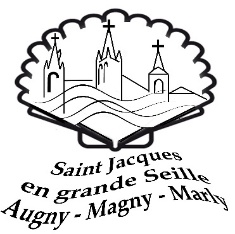 Saint Jacques
en grande Seille
Augny - Magny - Marly